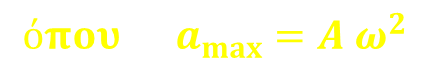 όπου a_max = A ω²